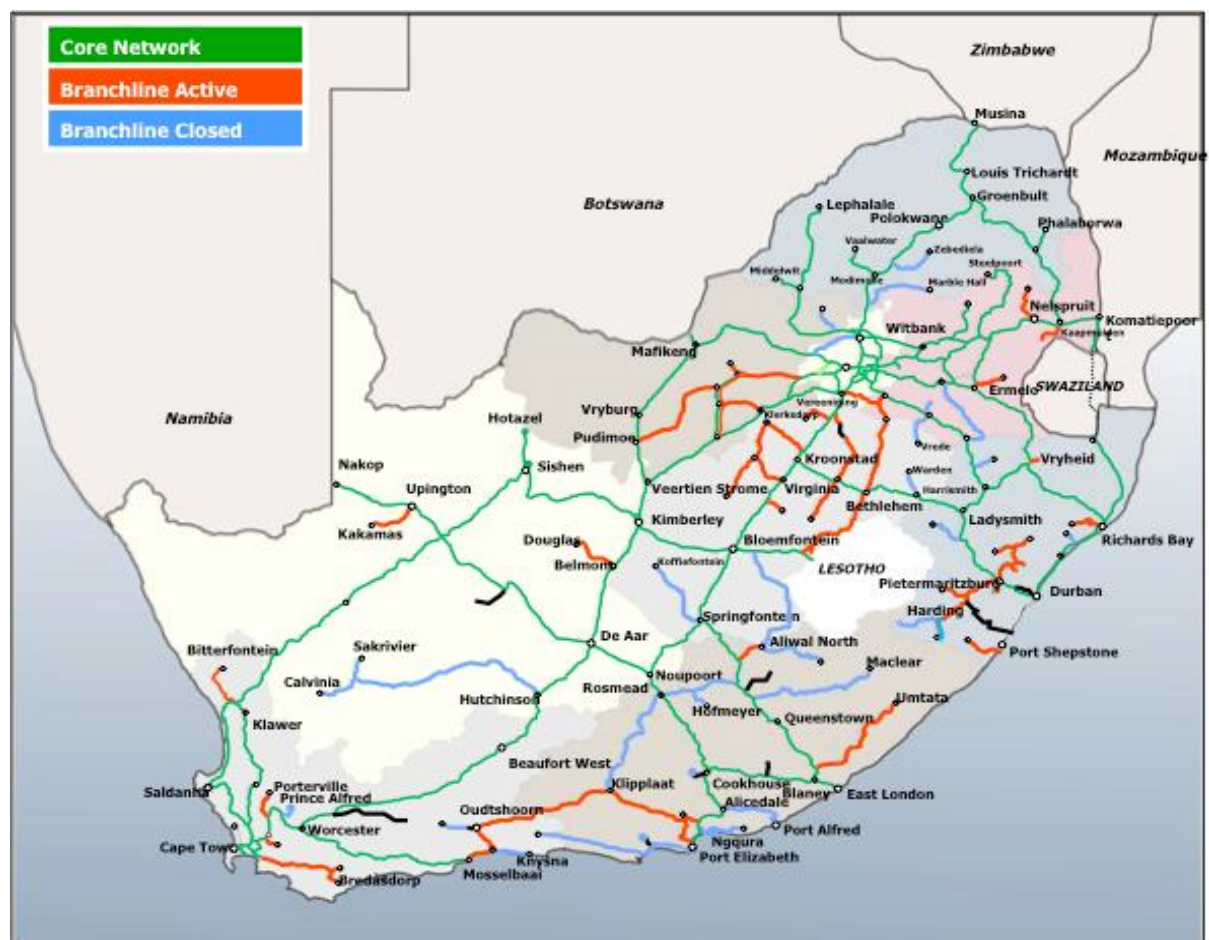 Core Network
Branchline Active
Branchline Closed
Zimbabwe
Musina
Mozambique
Louis Trichardt
Botswana
Lephalale
Groenbult
Polokwane
Phalaborwa
Vaalwater
Zebediela
Steelpoort
Middelwit
Modimolle
Marble Hall
Nelspruit
Witbank
Komatiepoor
Kaapmuiden
Mafikeng
Ermelo
SWAZILAND
Namibia
Hotazel
Vryburg
Vereeniging
Klerksdorp
Pudimoe
Vrede
Nakop
Sishen
Kroonstad
Vryheid
Warden
Upington
Veertien Strome
Virginia
Harrismith
Bethlehem
Kakamas
Kimberley
Ladysmith
Douglas
Bloemfontein
Richards Bay
Belmont
Koffiefontein
LESOTHO
Pietermaritzburg
Durban
Springfontein
Harding
De Aar
Aliwal North
Bitterfontein
Sakrivier
Port Shepstone
Maclear
Calvinia
Noupoort
Rosmead
Hutchinson
Umtata
Hofmeyer
Klawer
Queenstown
Beaufort West
Saldanha
Porterville
Klipplaat
Cookhouse
Prince Alfred
Blaney
East London
Oudtshoorn
Alicedale
Worcester
Port Alfred
Cape Town
Ngqura
Knysna
Port Elizabeth
Mosselbaai
Bredasdorp